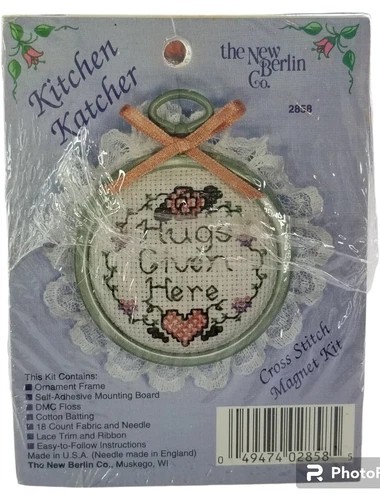 Kitchen
Katcher
the New
Berlin
Co.
2858
Hugs
Given
Here
Cross Stitch
Magnet Kit
This Kit Contains:
Ornament Frame
Self-Adhesive Mounting Board
DMC Floss
Cotton Batting
18 Count Fabric and Needle
Lace Trim and Ribbon
Easy-to-Follow Instructions
Made in U.S.A. (Needle made in England)
The New Berlin Co., Muskego, WI
0 49474 02858 5
PhotoR